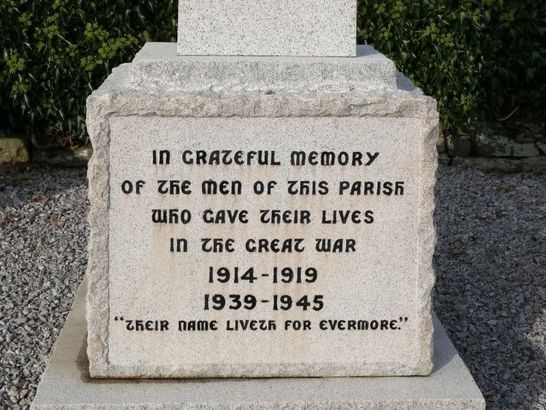 IN GRATEFUL MEMORY
OF THE MEN OF THIS PARISH
WHO GAVE THEIR LIVES
IN THE GREAT WAR
1914-1919
1939-1945
"THEIR NAME LIVETH FOR EVERMORE."